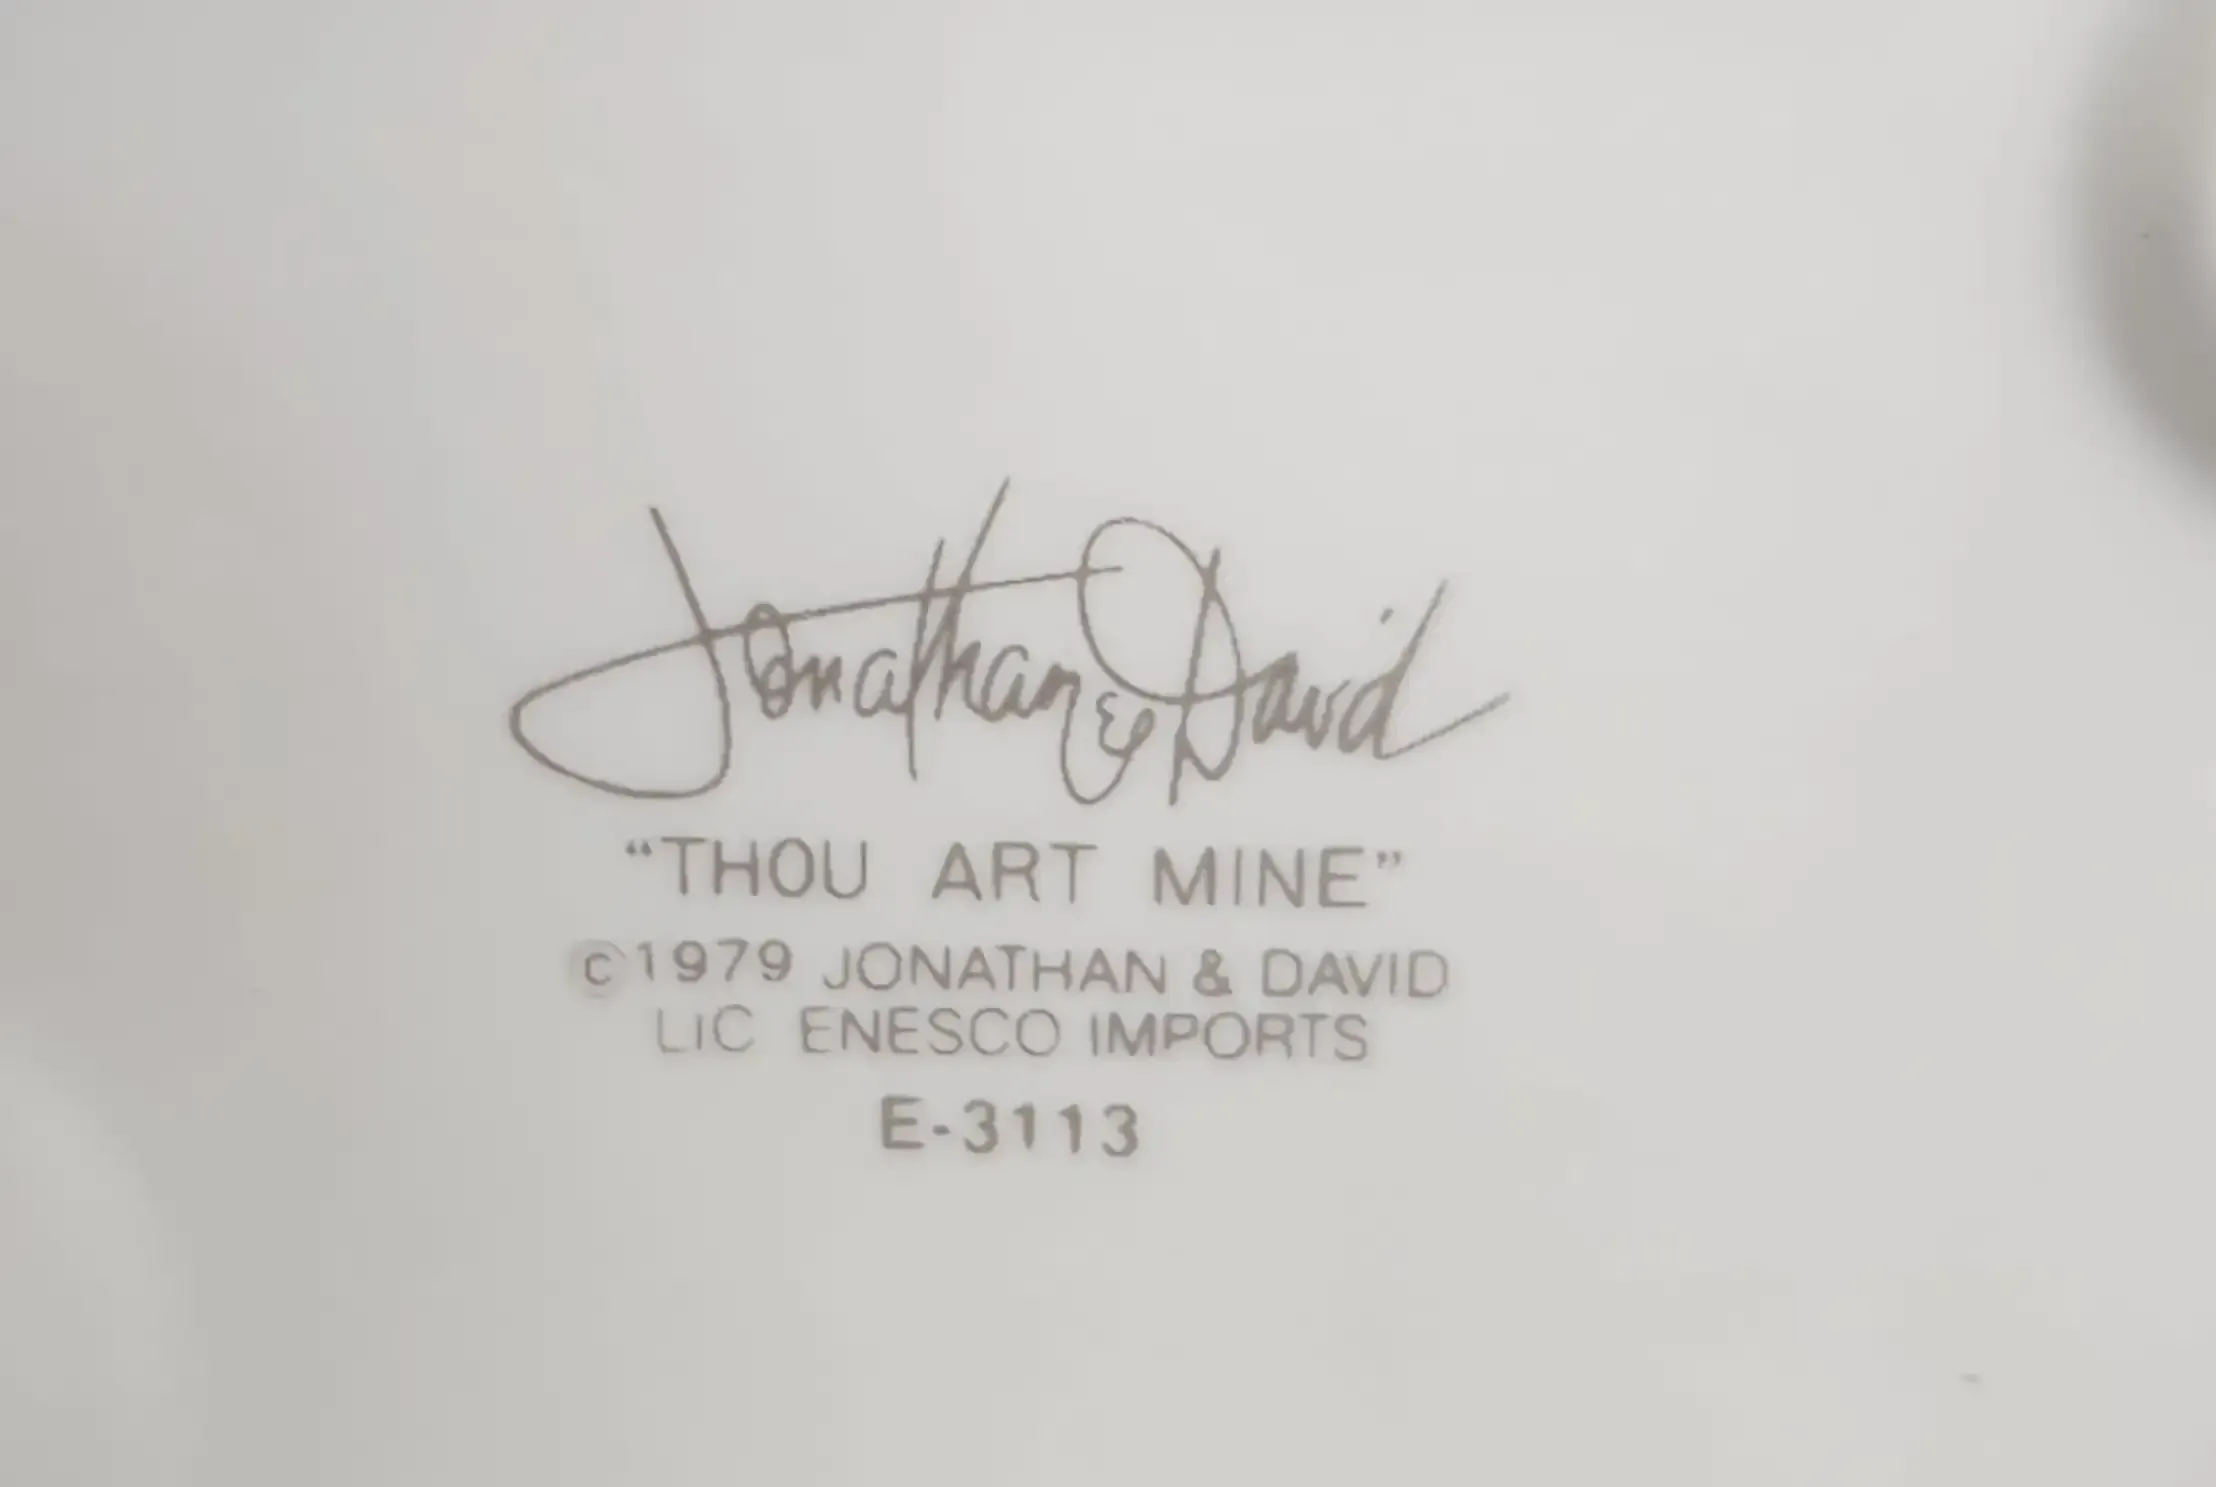 Jonathan & David
“THOU ART MINE”
©1979 JONATHAN & DAVID
LIC ENESCO IMPORTS
E-3113